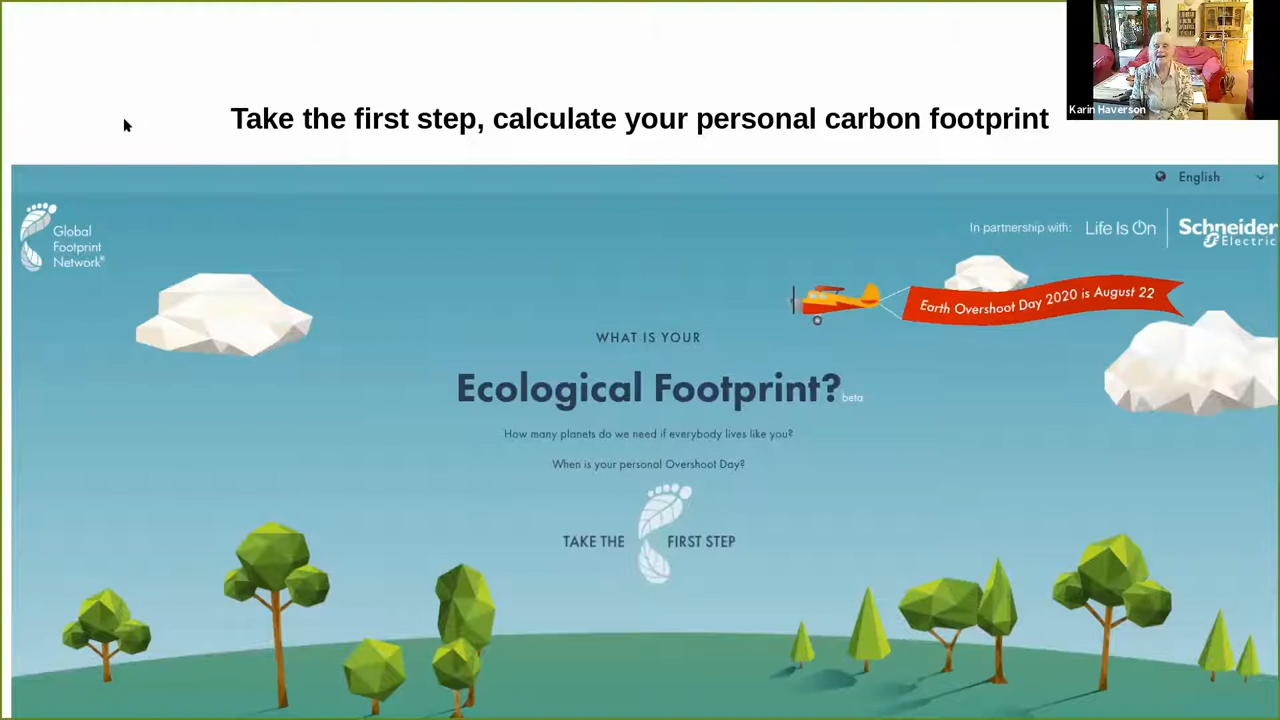 Take the first step, calculate your personal carbon footprint
Karin Haverson
English
Global
Footprint
Network®
In partnership with:
Life Is On
Schneider
Electric
Earth Overshoot Day 2020 is August 22
WHAT IS YOUR
Ecological Footprint?
beta
How many planets do we need if everybody lives like you?
When is your personal Overshoot Day?
TAKE THE FIRST STEP